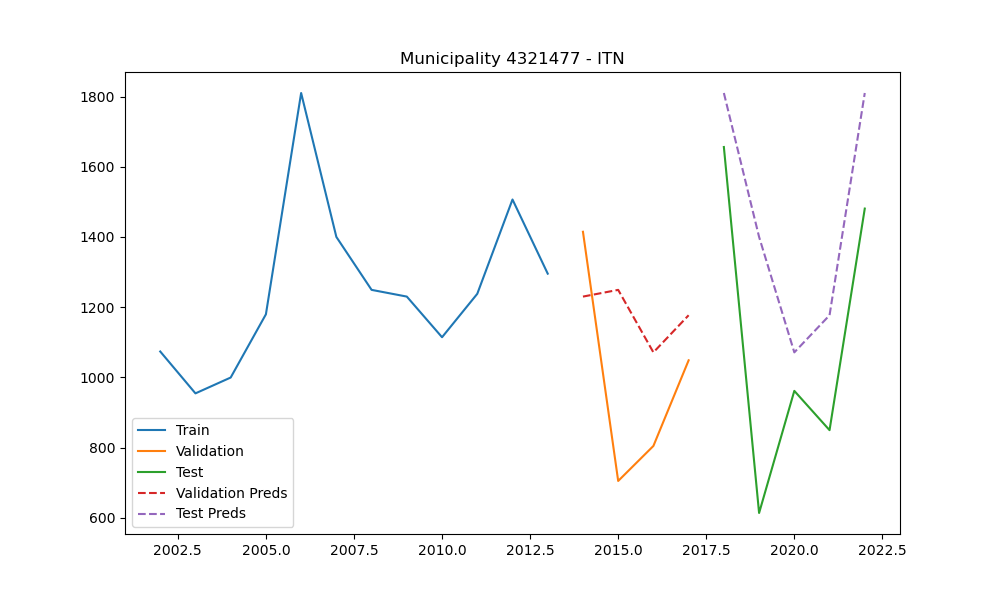 Municipality 4321477 - ITN
1800
1600
1400
1200
1000
800
600
Train
Validation
Test
Validation Preds
Test Preds
2002.5 2005.0 2007.5 2010.0 2012.5 2015.0 2017.5 2020.0 2022.5